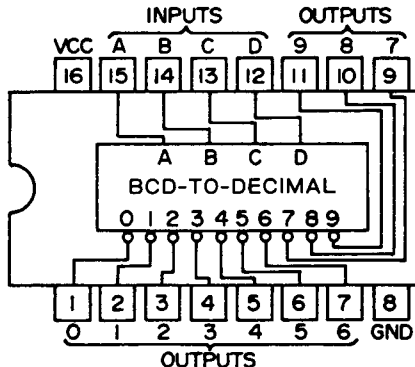 INPUTS OUTPUTS
VCC A B C D 9 8 7
16 15 14 13 12 11 10 9
A B C D
BCD-TO-DECIMAL
0 1 2 3 4 5 6 7 8 9
1 2 3 4 5 6 7 8
0 1 2 3 4 5 6 GND
OUTPUTS